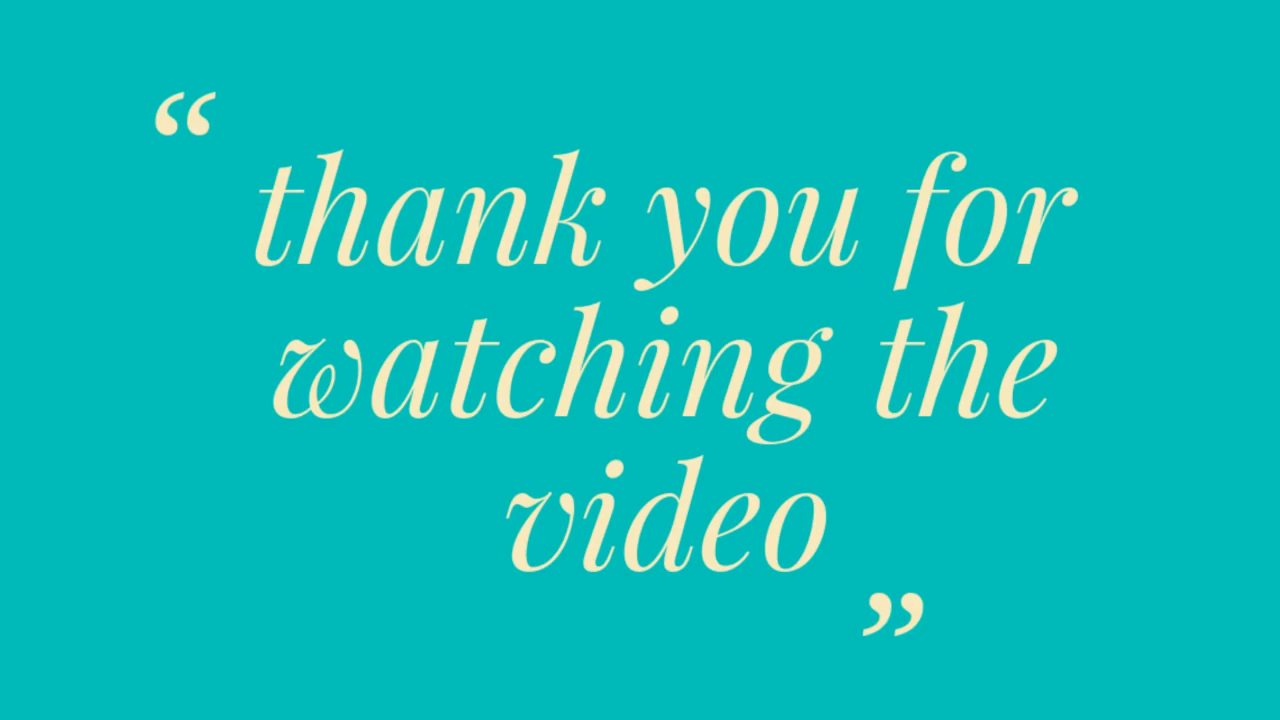 “
thank you for
watching the
video
”